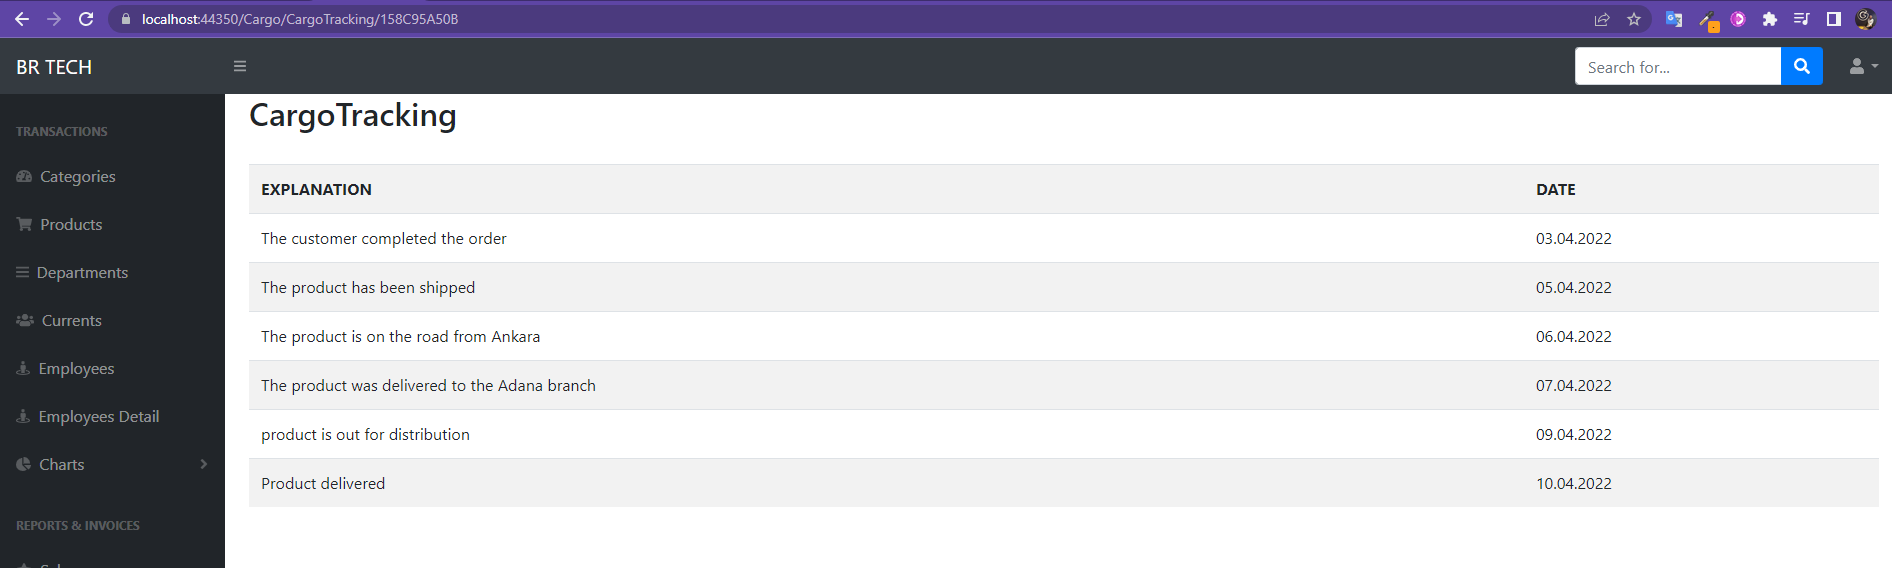 localhost:44350/Cargo/CargoTracking/158C95A50B
BR TECH
Search for...
TRANSACTIONS
Categories
Products
Departments
Currents
Employees
Employees Detail
Charts
REPORTS & INVOICES
CargoTracking
EXPLANATION DATE
The customer completed the order 03.04.2022
The product has been shipped 05.04.2022
The product is on the road from Ankara 06.04.2022
The product was delivered to the Adana branch 07.04.2022
product is out for distribution 09.04.2022
Product delivered 10.04.2022